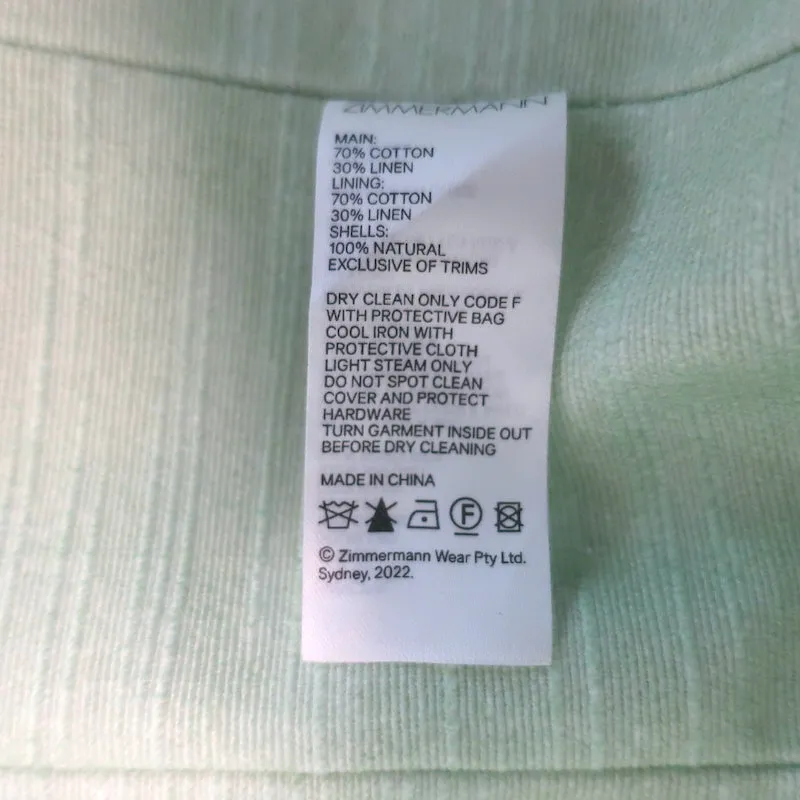 ZIMMERMANN
MAIN:
70% COTTON
30% LINEN
LINING:
70% COTTON
30% LINEN
SHELLS:
100% NATURAL
EXCLUSIVE OF TRIMS
DRY CLEAN ONLY CODE F
WITH PROTECTIVE BAG
COOL IRON WITH
PROTECTIVE CLOTH
LIGHT STEAM ONLY
DO NOT SPOT CLEAN
COVER AND PROTECT
HARDWARE
TURN GARMENT INSIDE OUT
BEFORE DRY CLEANING
MADE IN CHINA
F
© Zimmermann Wear Pty Ltd.
Sydney, 2022.